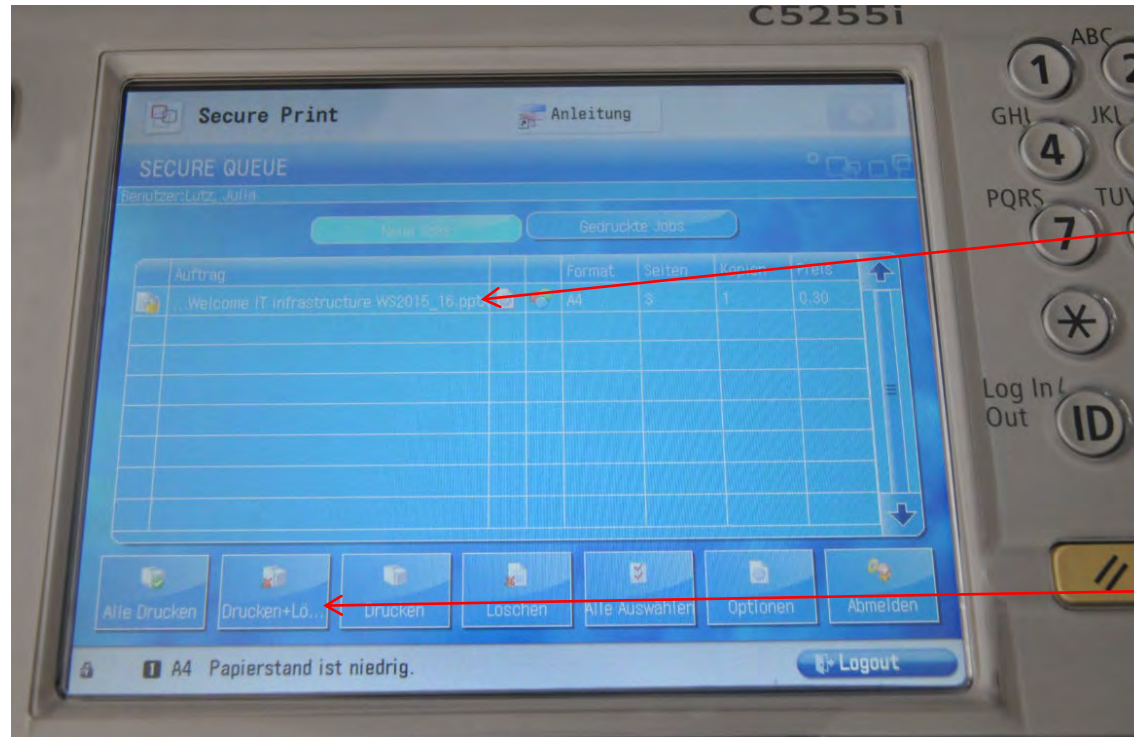 C5255i
Secure Print
Anleitung
SECURE QUEUE
Benutzer:Lutz, Julia
Neue Jobs
Gedruckte Jobs
Auftrag
Format
Seiten
Kopien
Preis
...Welcome IT infrastructure WS2015_16.ppt
A4
1
0.30
Alle Drucken
Drucken+Lö...
Drucken
Löschen
Alle Auswählen
Optionen
Abmelden
1 A4 Papierstand ist niedrig.
Logout
ABC
1
2
GHI
JKL
4
PQRS
TUV
7
Log In/
Out
ID